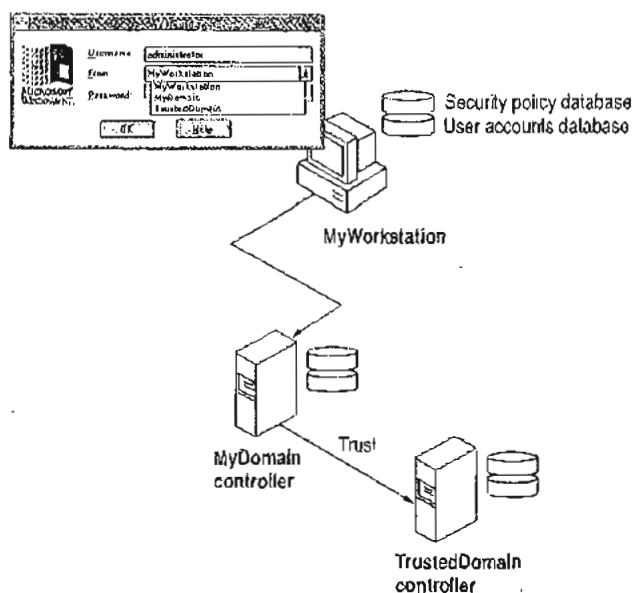 Username:
administrator
From:
MyWorkstation
MyWorkstation
MyDomain
TrustedDomain
Password:
Microsoft
OK
Help
Security policy database
User accounts database
MyWorkstation
MyDomain
controller
Trust
TrustedDomain
controller